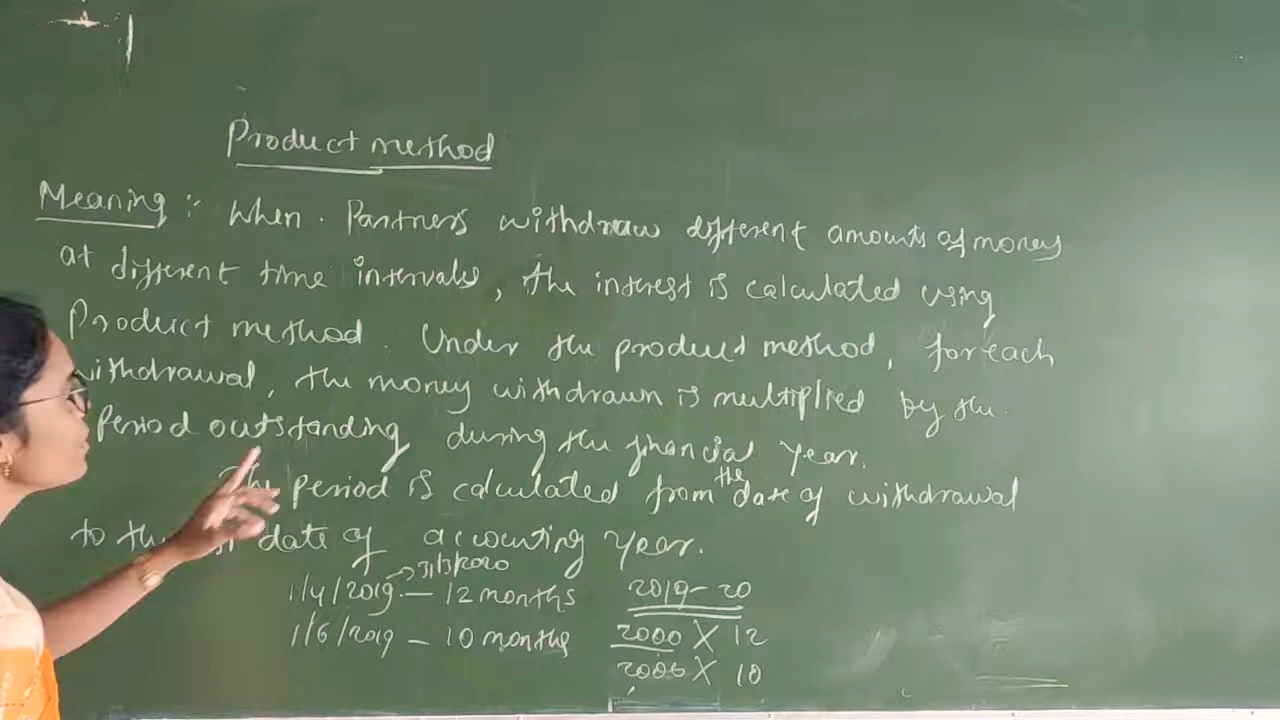 Product method
Meaning :- When. Partners withdraw different amounts of money
at different time intervals, the interest is calculated using
Product method. Under the product method, for each
withdrawal, the money withdrawn is multiplied by the.
Period outstanding during the financial year.
The period is calculated from the date of withdrawal
to the date of accounting year.
31/3/2020
1/4/2019 → — 12 months 2019-20
1/6/2019 - 10 months 2000 X 12
2000 X 10